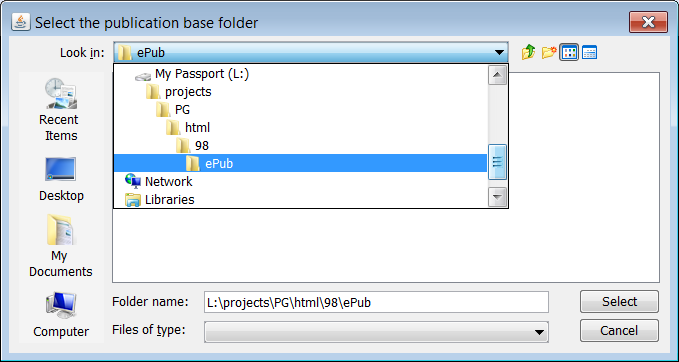 Select the publication base folder
Look in:
ePub
My Passport (L:)
projects
PG
html
98
ePub
Network
Libraries
Recent
Items
Desktop
My
Documents
Computer
Folder name:
L:\projects\PG\html\98\ePub
Select
Files of type:
Cancel